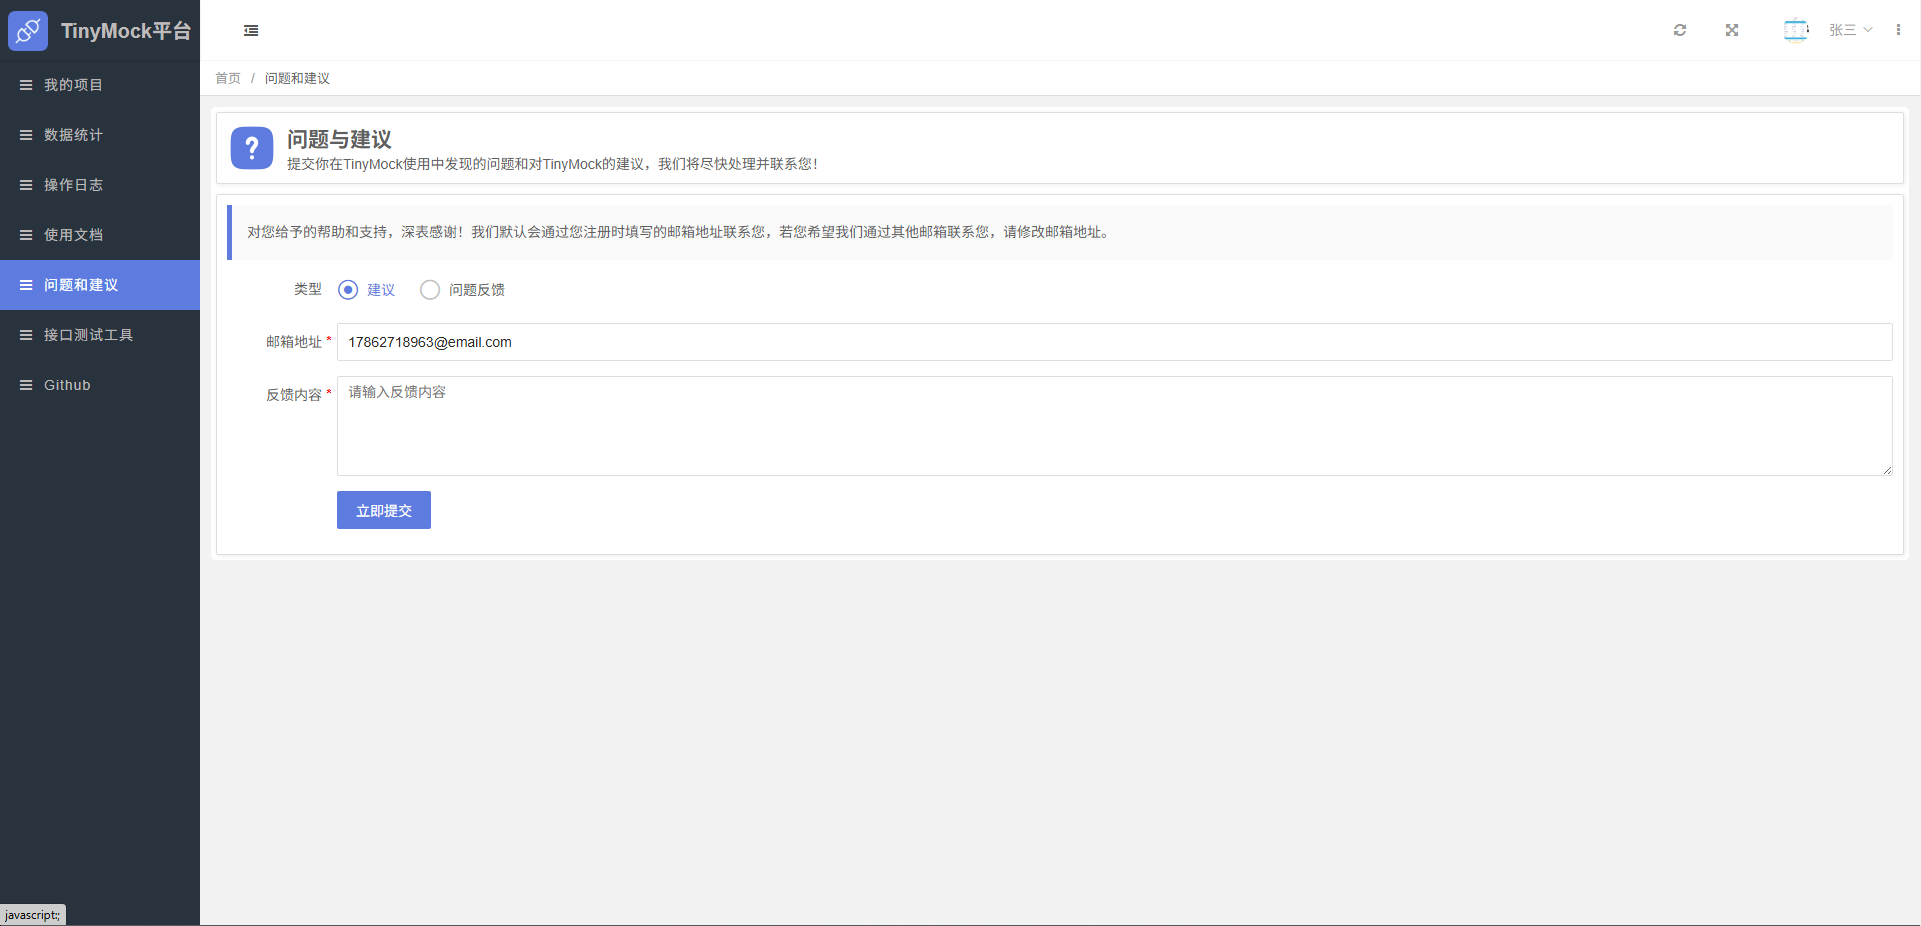 TinyMock平台
张三
我的项目
数据统计
操作日志
使用文档
问题和建议
接口测试工具
Github
首页 / 问题和建议
?
问题与建议
提交你在TinyMock使用中发现的问题和对TinyMock的建议，我们将尽快处理并联系您！
对您给予的帮助和支持，深表感谢！我们默认会通过您注册时填写的邮箱地址联系您，若您希望我们通过其他邮箱联系您，请修改邮箱地址。
类型 建议 问题反馈
邮箱地址 * 17862718963@email.com
反馈内容 * 请输入反馈内容
立即提交
javascript:;